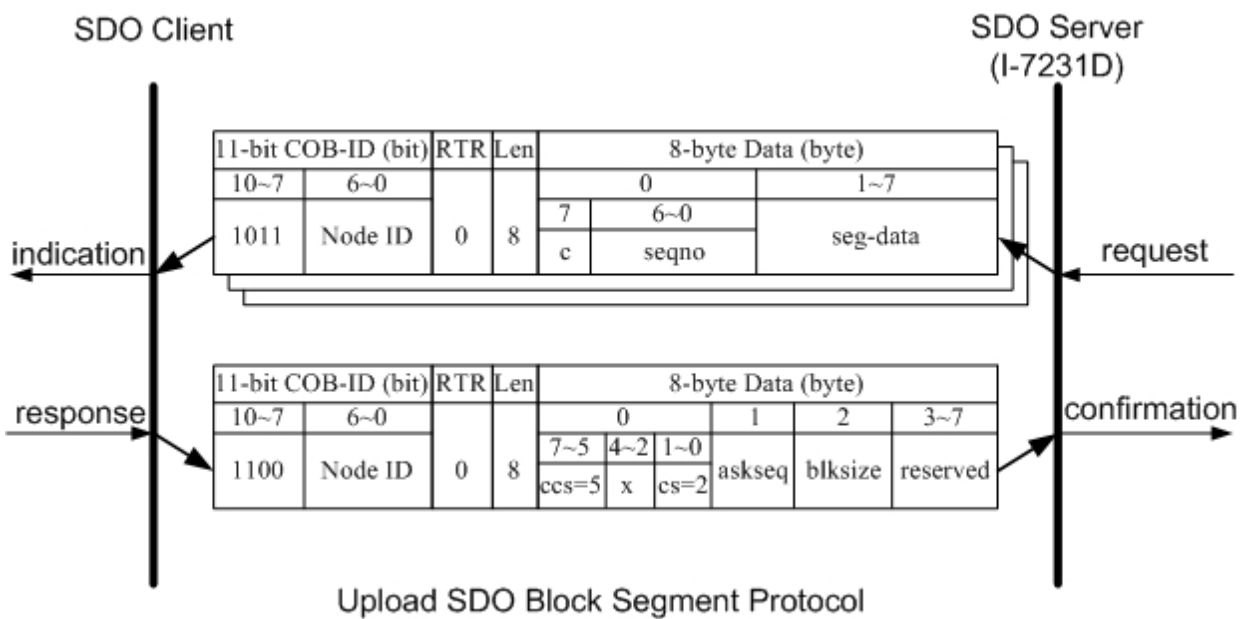 SDO Client
SDO Server
(I-7231D)
11-bit COB-ID (bit) RTR Len 8-byte Data (byte)
10~7 6~0 0 1~7
7 6~0
1011 Node ID 0 8 seg-data
c seqno
indication
request
11-bit COB-ID (bit) RTR Len 8-byte Data (byte)
response
confirmation
10~7 6~0 0 1 2 3~7
7~5 4~2 1~0
1100 Node ID 0 8 askseq blksize reserved
ccs=5 x cs=2
Upload SDO Block Segment Protocol